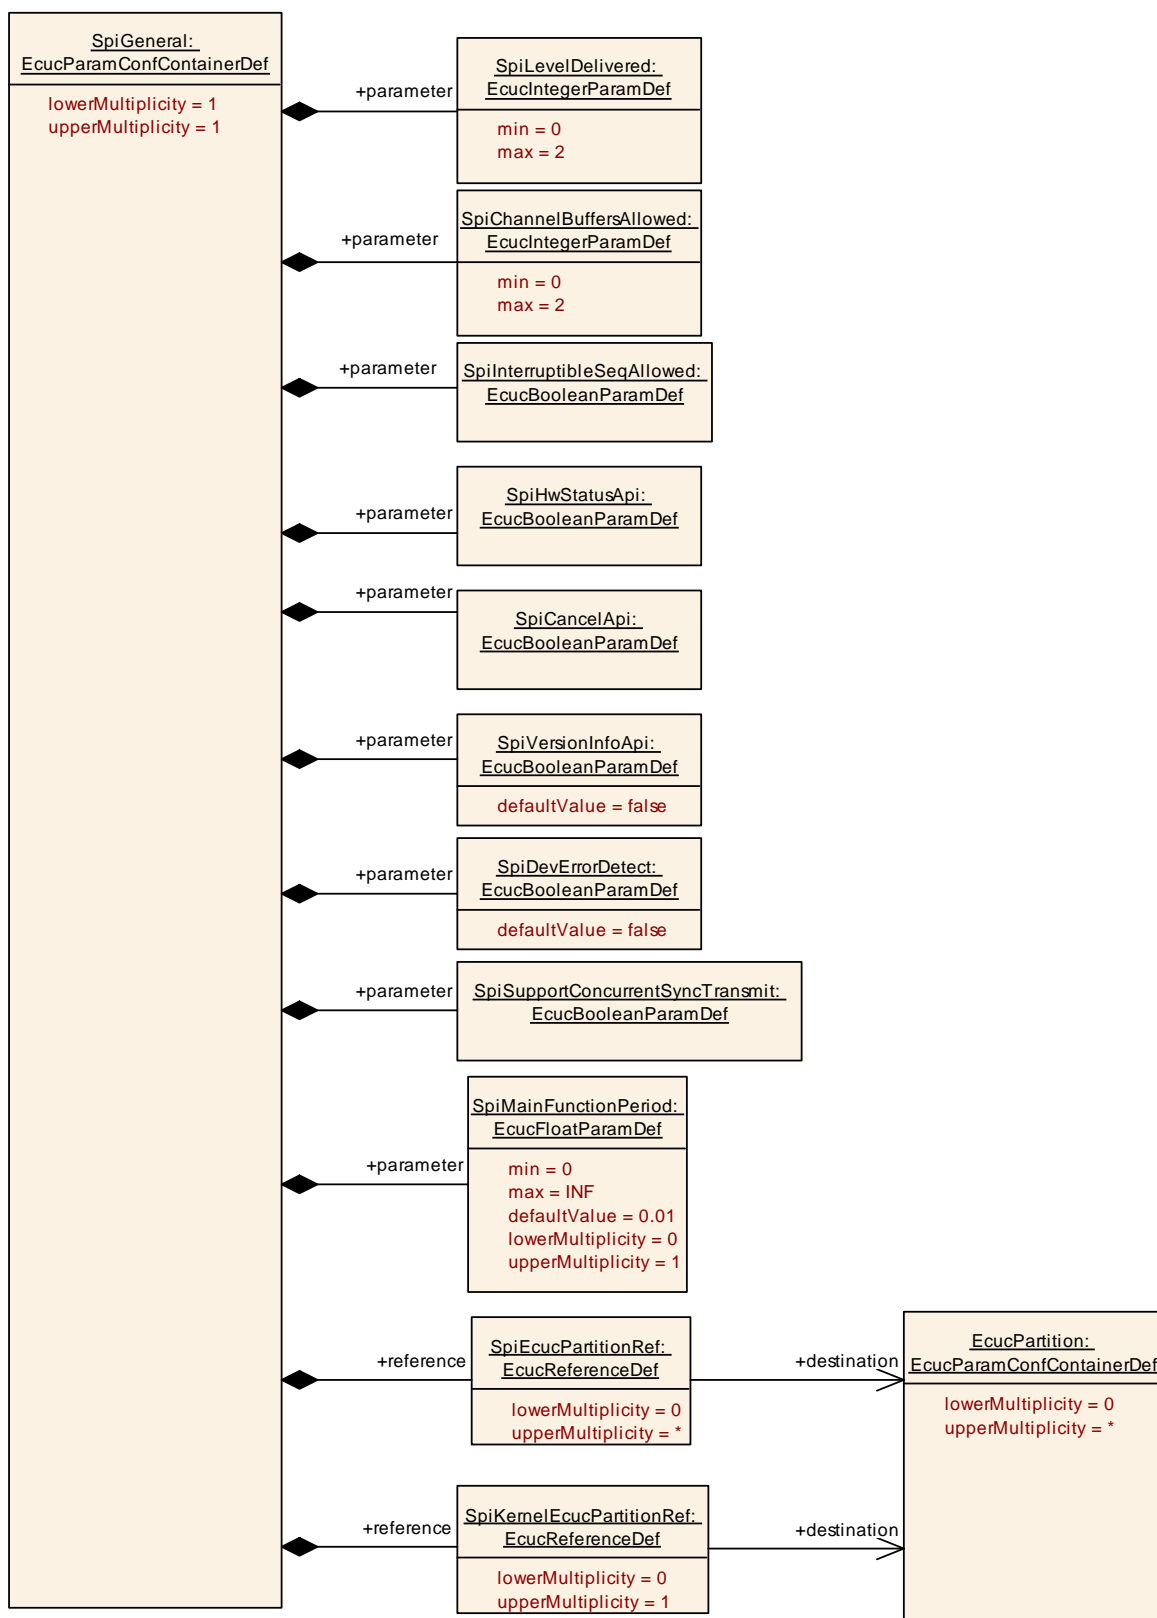 SpiGeneral:
EcucParamConfContainerDef
lowerMultiplicity = 1
upperMultiplicity = 1
+parameter
SpiLevelDelivered:
EcucIntegerParamDef
min = 0
max = 2
+parameter
SpiChannelBuffersAllowed:
EcucIntegerParamDef
min = 0
max = 2
+parameter
SpiInterruptibleSeqAllowed:
EcucBooleanParamDef
+parameter
SpiHwStatusApi:
EcucBooleanParamDef
+parameter
SpiCancelApi:
EcucBooleanParamDef
+parameter
SpiVersionInfoApi:
EcucBooleanParamDef
defaultValue = false
+parameter
SpiDevErrorDetect:
EcucBooleanParamDef
defaultValue = false
+parameter
SpiSupportConcurrentSyncTransmit:
EcucBooleanParamDef
+parameter
SpiMainFunctionPeriod:
EcucFloatParamDef
min = 0
max = INF
defaultValue = 0.01
lowerMultiplicity = 0
upperMultiplicity = 1
+reference
SpiEcucPartitionRef:
EcucReferenceDef
lowerMultiplicity = 0
upperMultiplicity = *
+destination
EcucPartition:
EcucParamConfContainerDef
lowerMultiplicity = 0
upperMultiplicity = *
+reference
SpiKernelEcucPartitionRef:
EcucReferenceDef
lowerMultiplicity = 0
upperMultiplicity = 1
+destination